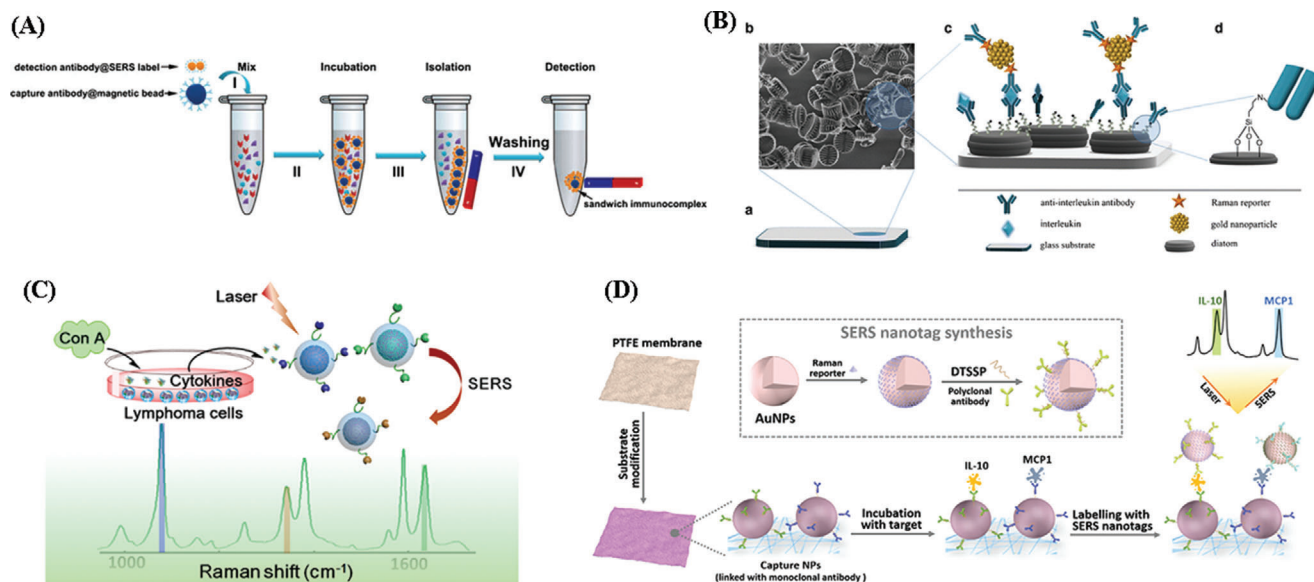 (A)
detection antibody@SERS label
capture antibody@magnetic bead
Mix
I
Incubation
Isolation
Detection
Washing
II
III
IV
sandwich immunocomplex
(B)
b
c
d
N
Si
O
O
O
a
anti-interleukin antibody
Raman reporter
interleukin
gold nanoparticle
glass substrate
diatom
(C)
Laser
Con A
Cytokines
Lymphoma cells
SERS
1000
1600
Raman shift (cm⁻¹)
(D)
PTFE membrane
Substrate
modification
SERS nanotag synthesis
Raman
reporter
DTSSP
Polyclonal
antibody
AuNPs
IL-10
MCP1
Laser
SERS
Capture NPs
(linked with monoclonal antibody)
Incubation
with target
IL-10
MCP1
Labelling with
SERS nanotags